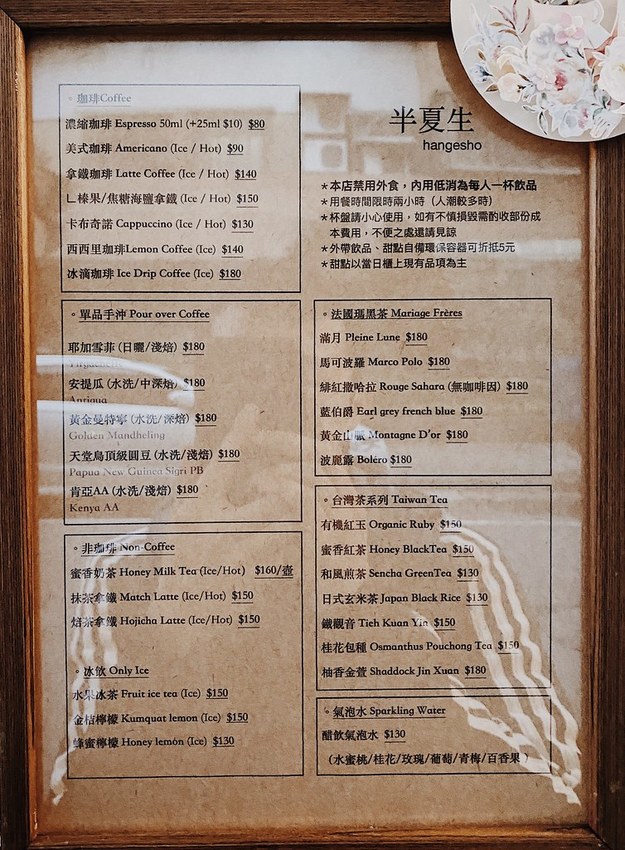 ◦ 珈琲Coffee
濃縮珈琲 Espresso 50ml (+25ml $10) $80
美式珈琲 Americano (Ice / Hot) $90
拿鐵珈琲 Latte Coffee (Ice / Hot) $140
ㄴ榛果/焦糖海鹽拿鐵 (Ice / Hot) $150
卡布奇諾 Cappuccino (Ice / Hot) $130
西西里珈琲Lemon Coffee (Ice) $140
冰滴珈琲 Ice Drip Coffee (Ice) $180
◦ 單品手沖 Pour over Coffee
耶加雪菲 (日曬/淺焙) $180
安提瓜 (水洗/中深焙) $180
Antigua
黃金曼特寧 (水洗/深焙) $180
Golden Mandheling
天堂鳥頂級圓豆 (水洗/淺焙) $180
Papua New Guinea Sigri PB
肯亞AA (水洗/淺焙) $180
Kenya AA
◦ 非珈琲 Non-Coffee
蜜香奶茶 Honey Milk Tea (Ice/Hot) $160/壺
抹茶拿鐵 Match Latte (Ice/Hot) $150
焙茶拿鐵 Hojicha Latte (Ice/Hot) $150
◦ 冰飲 Only Ice
水果冰茶 Fruit ice tea (Ice) $150
金桔檸檬 Kumquat lemon (Ice) $150
蜂蜜檸檬 Honey lemon (Ice) $130
半夏生
hangesho
*本店禁用外食，內用低消為每人一杯飲品
*用餐時間限時兩小時（人潮較多時）
*杯盤請小心使用，如有不慎損毀需酌收部份成
本費用，不便之處還請見諒
*外帶飲品、甜點自備環保容器可折抵5元
*甜點以當日櫃上現有品項為主
◦ 法國瑪黑茶 Mariage Frères
滿月 Pleine Lune $180
馬可波羅 Marco Polo $180
緋紅撒哈拉 Rouge Sahara (無咖啡因) $180
藍伯爵 Earl grey french blue $180
黃金山脈 Montagne D'or $180
波麗露 Boléro $180
◦ 台灣茶系列 Taiwan Tea
有機紅玉 Organic Ruby $150
蜜香紅茶 Honey BlackTea $150
和風煎茶 Sencha GreenTea $130
日式玄米茶 Japan Black Rice $130
鐵觀音 Tieh Kuan Yin $150
桂花包種 Osmanthus Pouchong Tea $150
柚香金萱 Shaddock Jin Xuan $180
◦ 氣泡水 Sparkling Water
醋飲氣泡水 $130
（水蜜桃/桂花/玫瑰/葡萄/青梅/百香果 ）